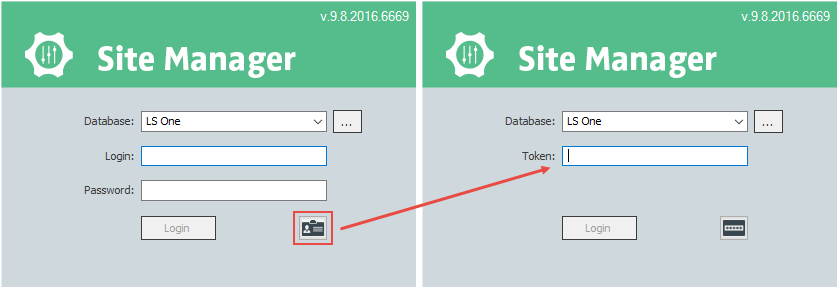 v.9.8.2016.6669
Site Manager
Database: LS One ...
Login:
Password:
Login
v.9.8.2016.6669
Site Manager
Database: LS One ...
Token:
Login